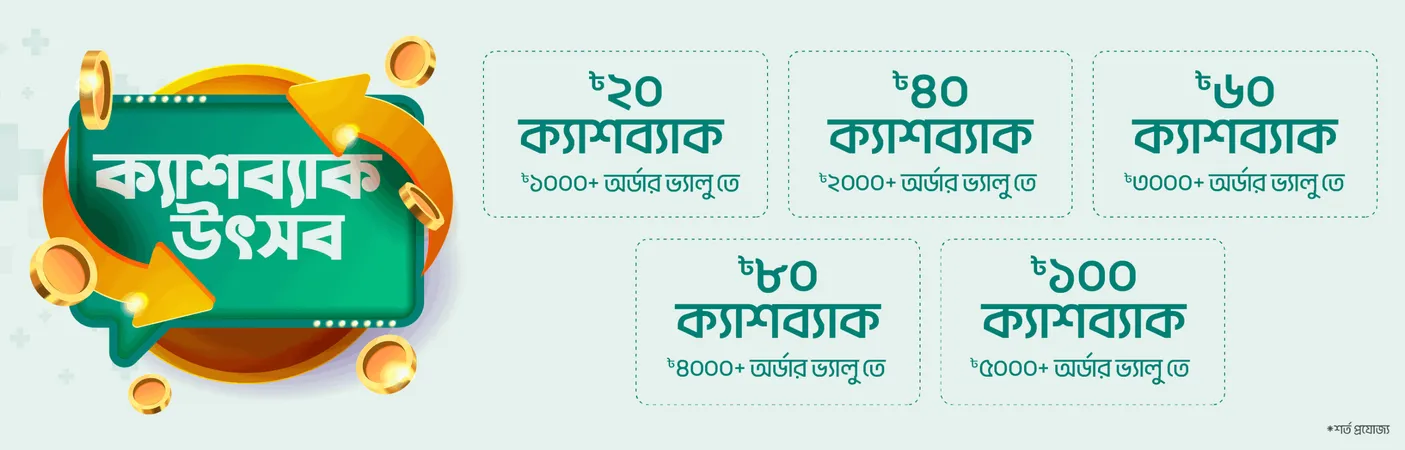 ক্যাশব্যাক
উৎসব
৳২০
ক্যাশব্যাক
৳১০০০+ অর্ডার ভ্যালু তে
৳৪০
ক্যাশব্যাক
৳২০০০+ অর্ডার ভ্যালু তে
৳৬০
ক্যাশব্যাক
৳৩০০০+ অর্ডার ভ্যালু তে
৳৮০
ক্যাশব্যাক
৳৪০০০+ অর্ডার ভ্যালু তে
৳১০০
ক্যাশব্যাক
৳৫০০০+ অর্ডার ভ্যালু তে
*শর্ত প্রযোজ্য